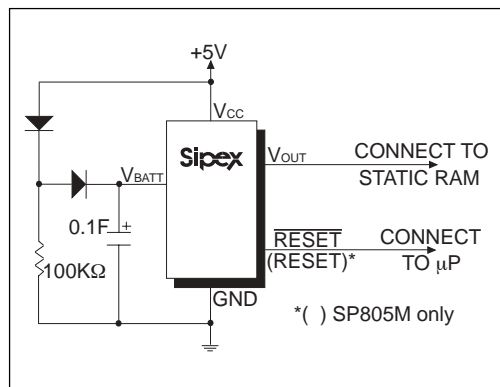 +5V
VCC
Sipex
VBATT
VOUT
CONNECT TO
STATIC RAM
0.1F
+
RESET
(RESET)*
CONNECT
TO µP
100KΩ
GND
*( ) SP805M only